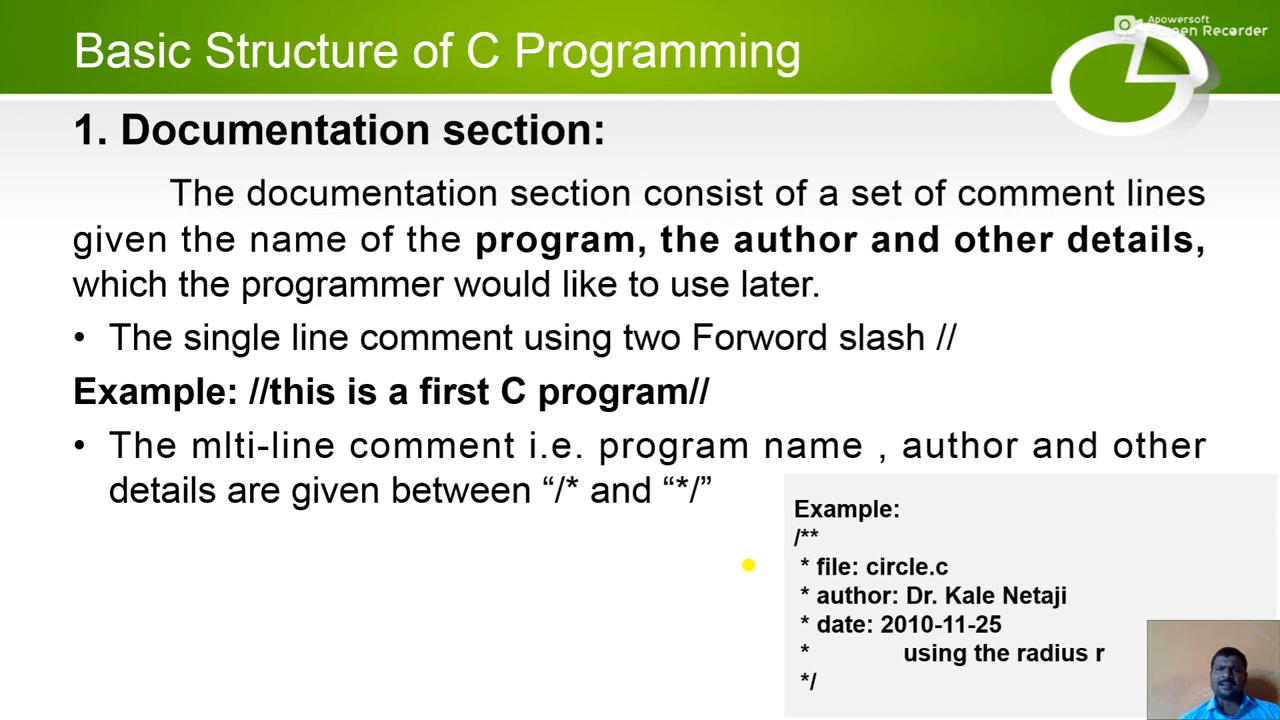 Apowersoft
Screen Recorder
Basic Structure of C Programming
1. Documentation section:
The documentation section consist of a set of comment lines
given the name of the program, the author and other details,
which the programmer would like to use later.
• The single line comment using two Forword slash //
Example: //this is a first C program//
• The mlti-line comment i.e. program name , author and other
details are given between “/* and “*/”
Example:
/**
* file: circle.c
* author: Dr. Kale Netaji
* date: 2010-11-25
* using the radius r
*/